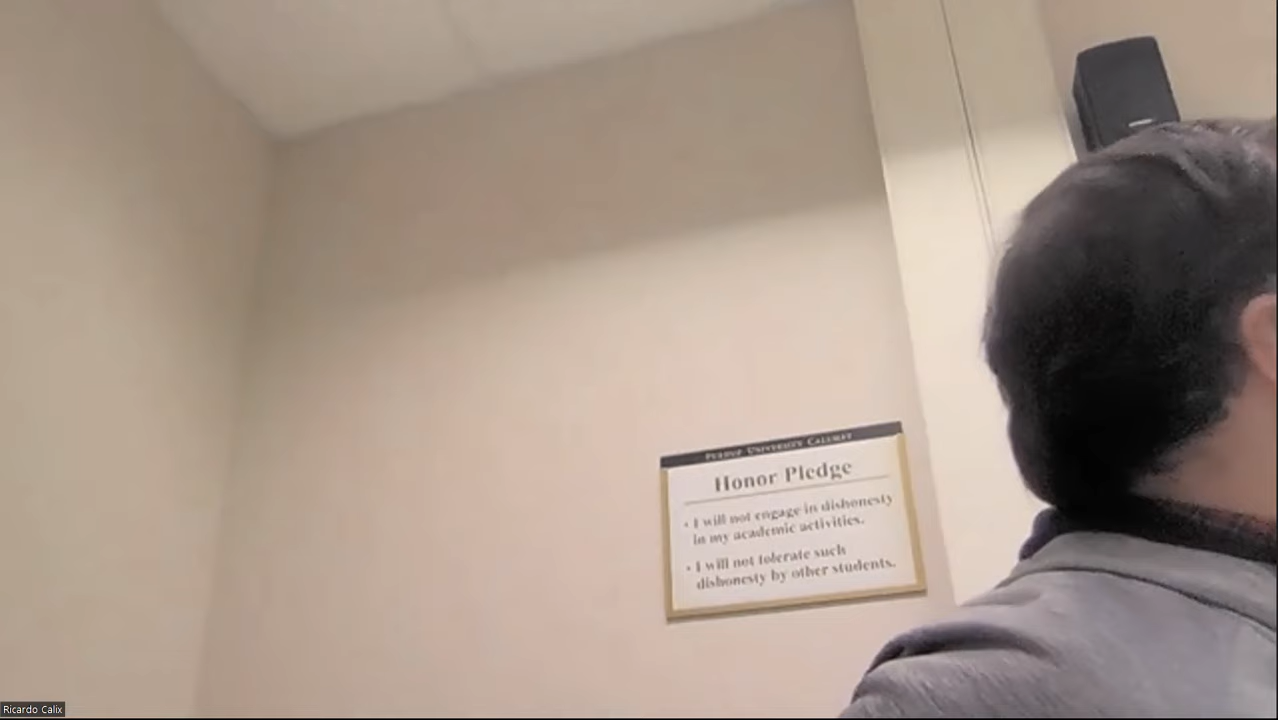 PURDUE UNIVERSITY CALUMET
Honor Pledge
• I will not engage in dishonesty
in my academic activities.
• I will not tolerate such
dishonesty by other students.
Ricardo Calix